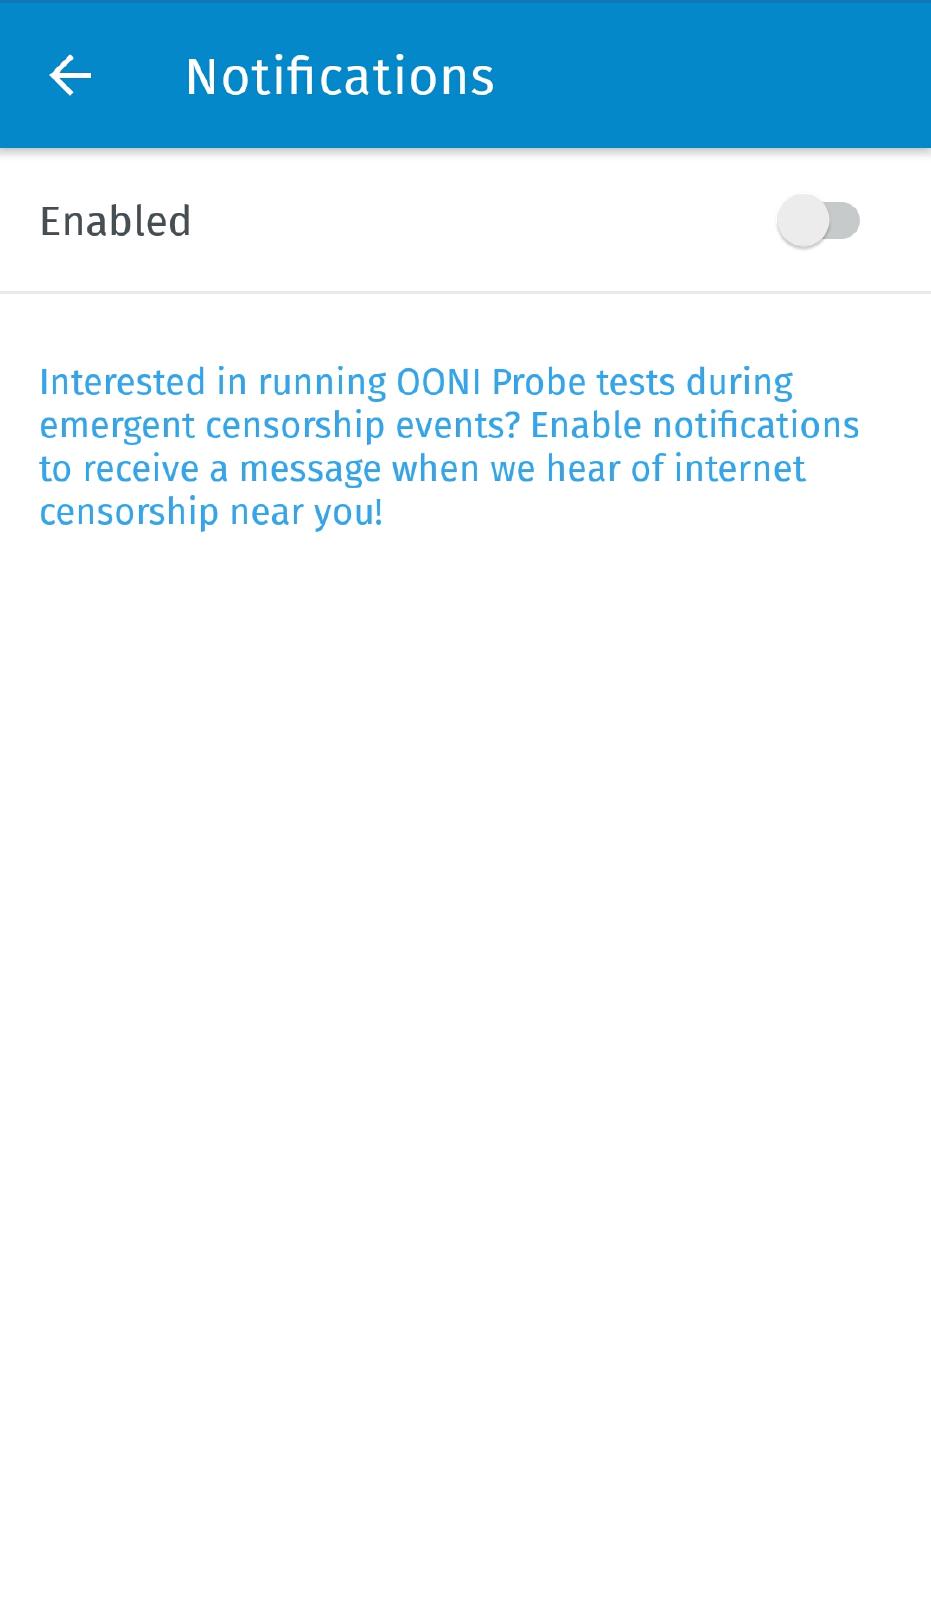 Notifications
Enabled
Interested in running OONI Probe tests during
emergent censorship events? Enable notifications
to receive a message when we hear of internet
censorship near you!